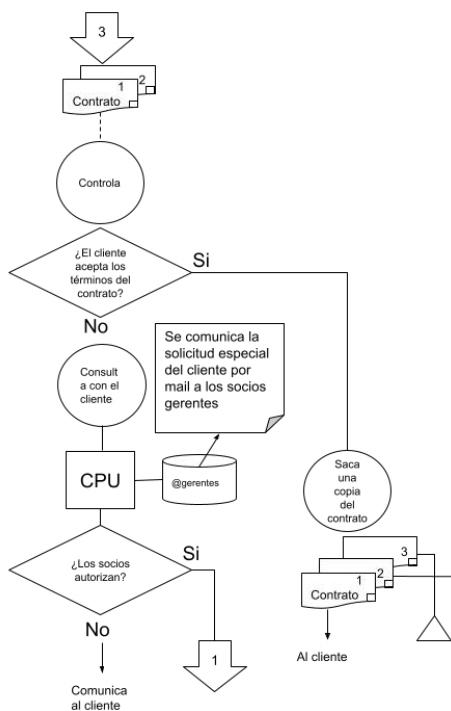 3
1
2
Contrato
Controla
¿El cliente
acepta los
términos del
contrato?
Si
No
Se comunica la
solicitud especial
del cliente por
mail a los socios
gerentes
Consult
a con el
cliente
CPU
@gerentes
Saca
una
copia
del
contrato
¿Los socios
autorizan?
Si
No
3
2
1
Contrato
1
Al cliente
Comunica
al cliente